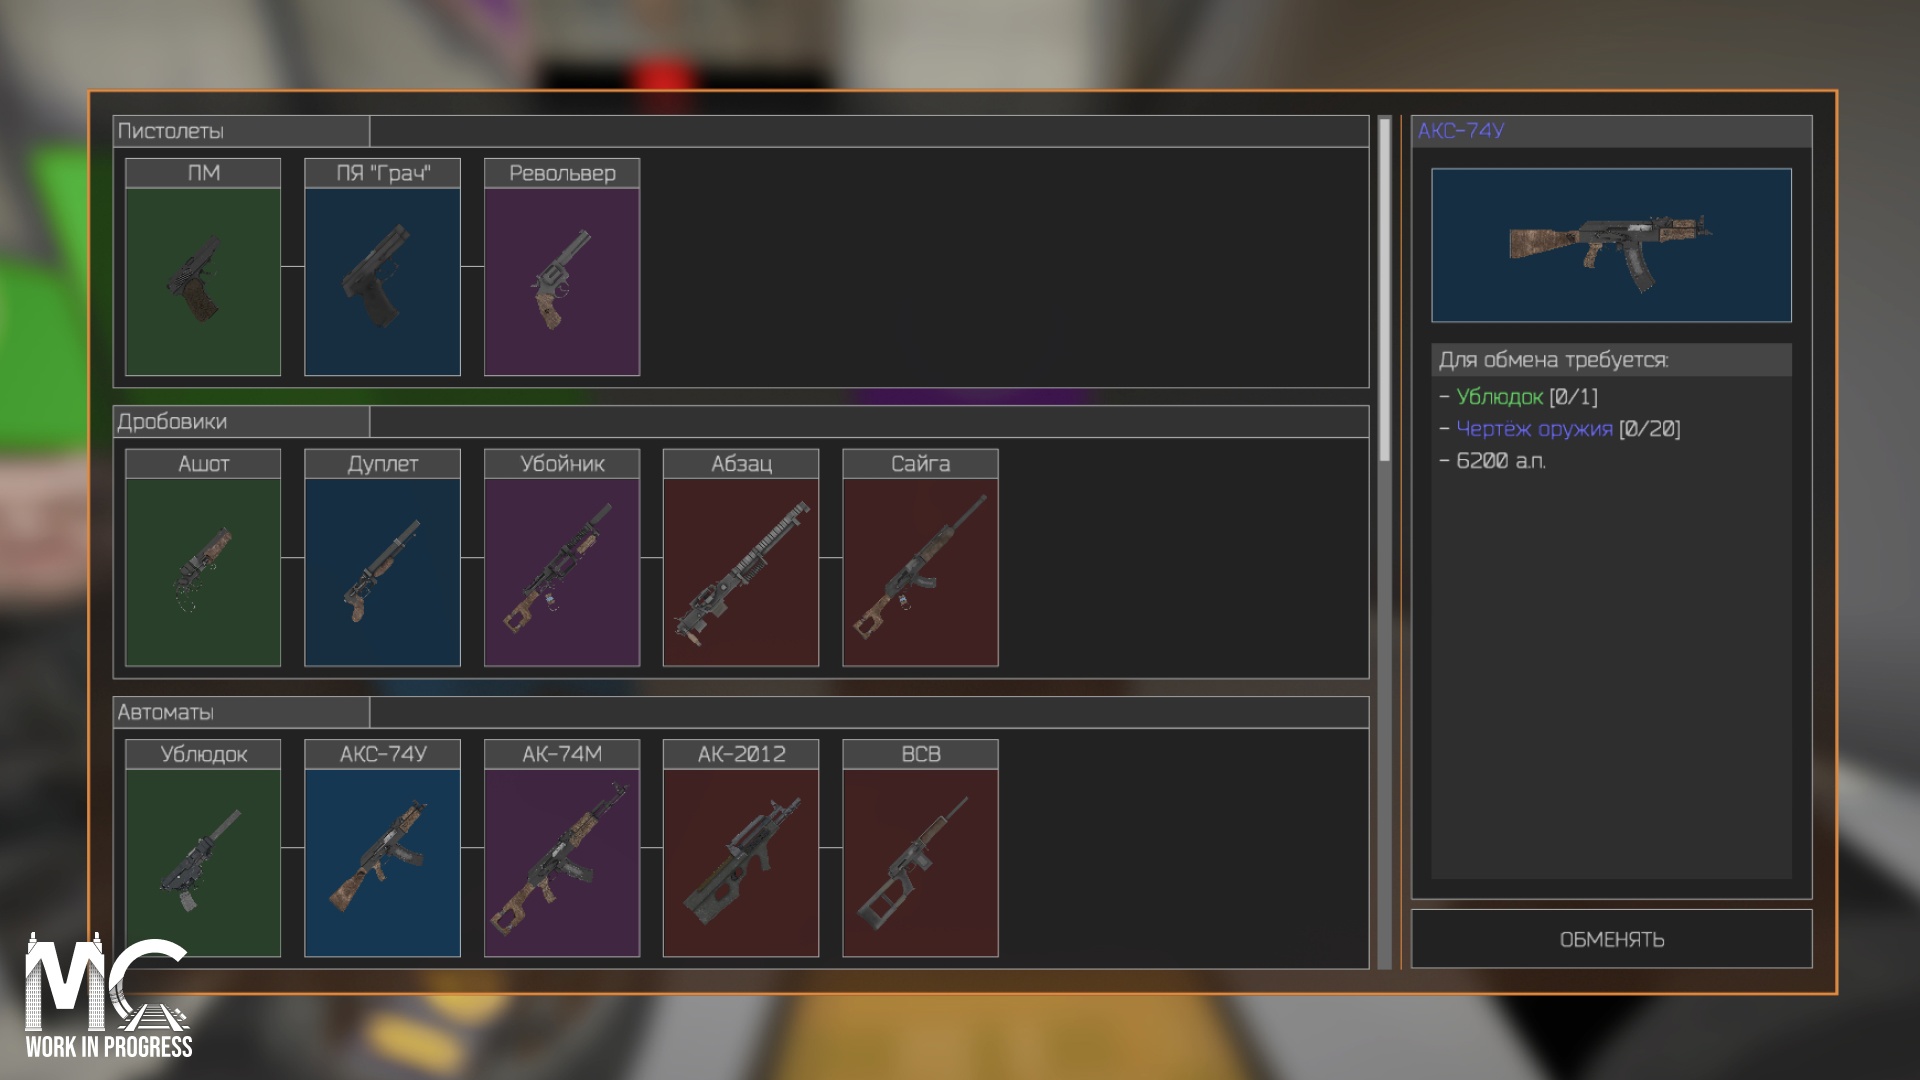 Пистолеты
ПМ
ПЯ "Грач"
Револьвер
Дробовики
Ашот
Дуплет
Убойник
Абзац
Сайга
Автоматы
Ублюдок
АКС-74У
АК-74М
АК-2012
ВСВ
АКС-74У
Для обмена требуется:
- Ублюдок [0/1]
- Чертёж оружия [0/20]
- 6200 а.п.
ОБМЕНЯТЬ
MC
WORK IN PROGRESS